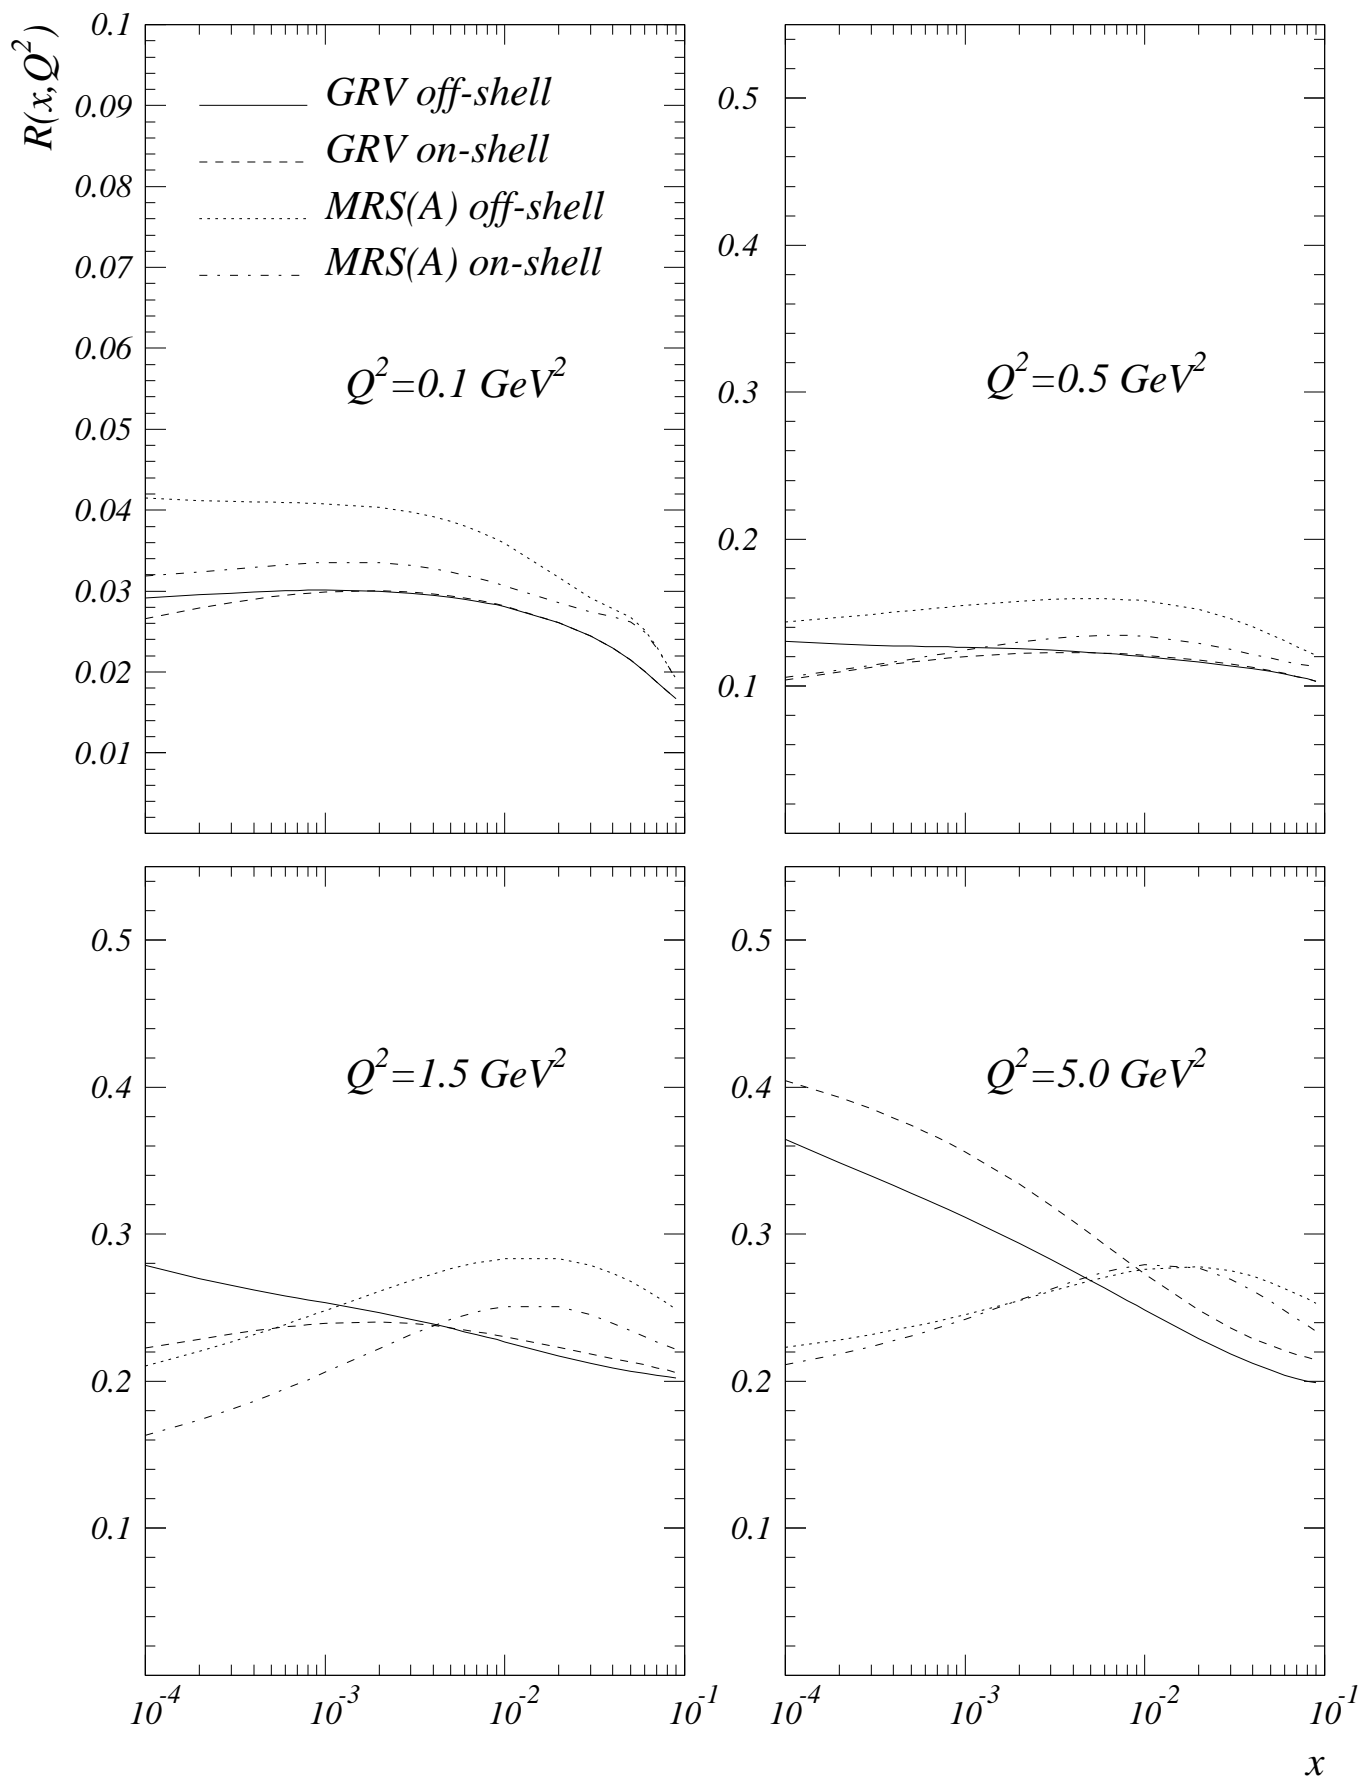 R(x,Q²)
0.1
0.09
0.08
0.07
0.06
0.05
0.04
0.03
0.02
0.01
GRV off-shell
GRV on-shell
MRS(A) off-shell
MRS(A) on-shell
Q²=0.1 GeV²
0.5
0.4
0.3
0.2
0.1
Q²=0.5 GeV²
0.5
0.4
0.3
0.2
0.1
Q²=1.5 GeV²
10⁻⁴ 10⁻³ 10⁻² 10⁻¹
0.5
0.4
0.3
0.2
0.1
Q²=5.0 GeV²
10⁻⁴ 10⁻³ 10⁻² 10⁻¹
x